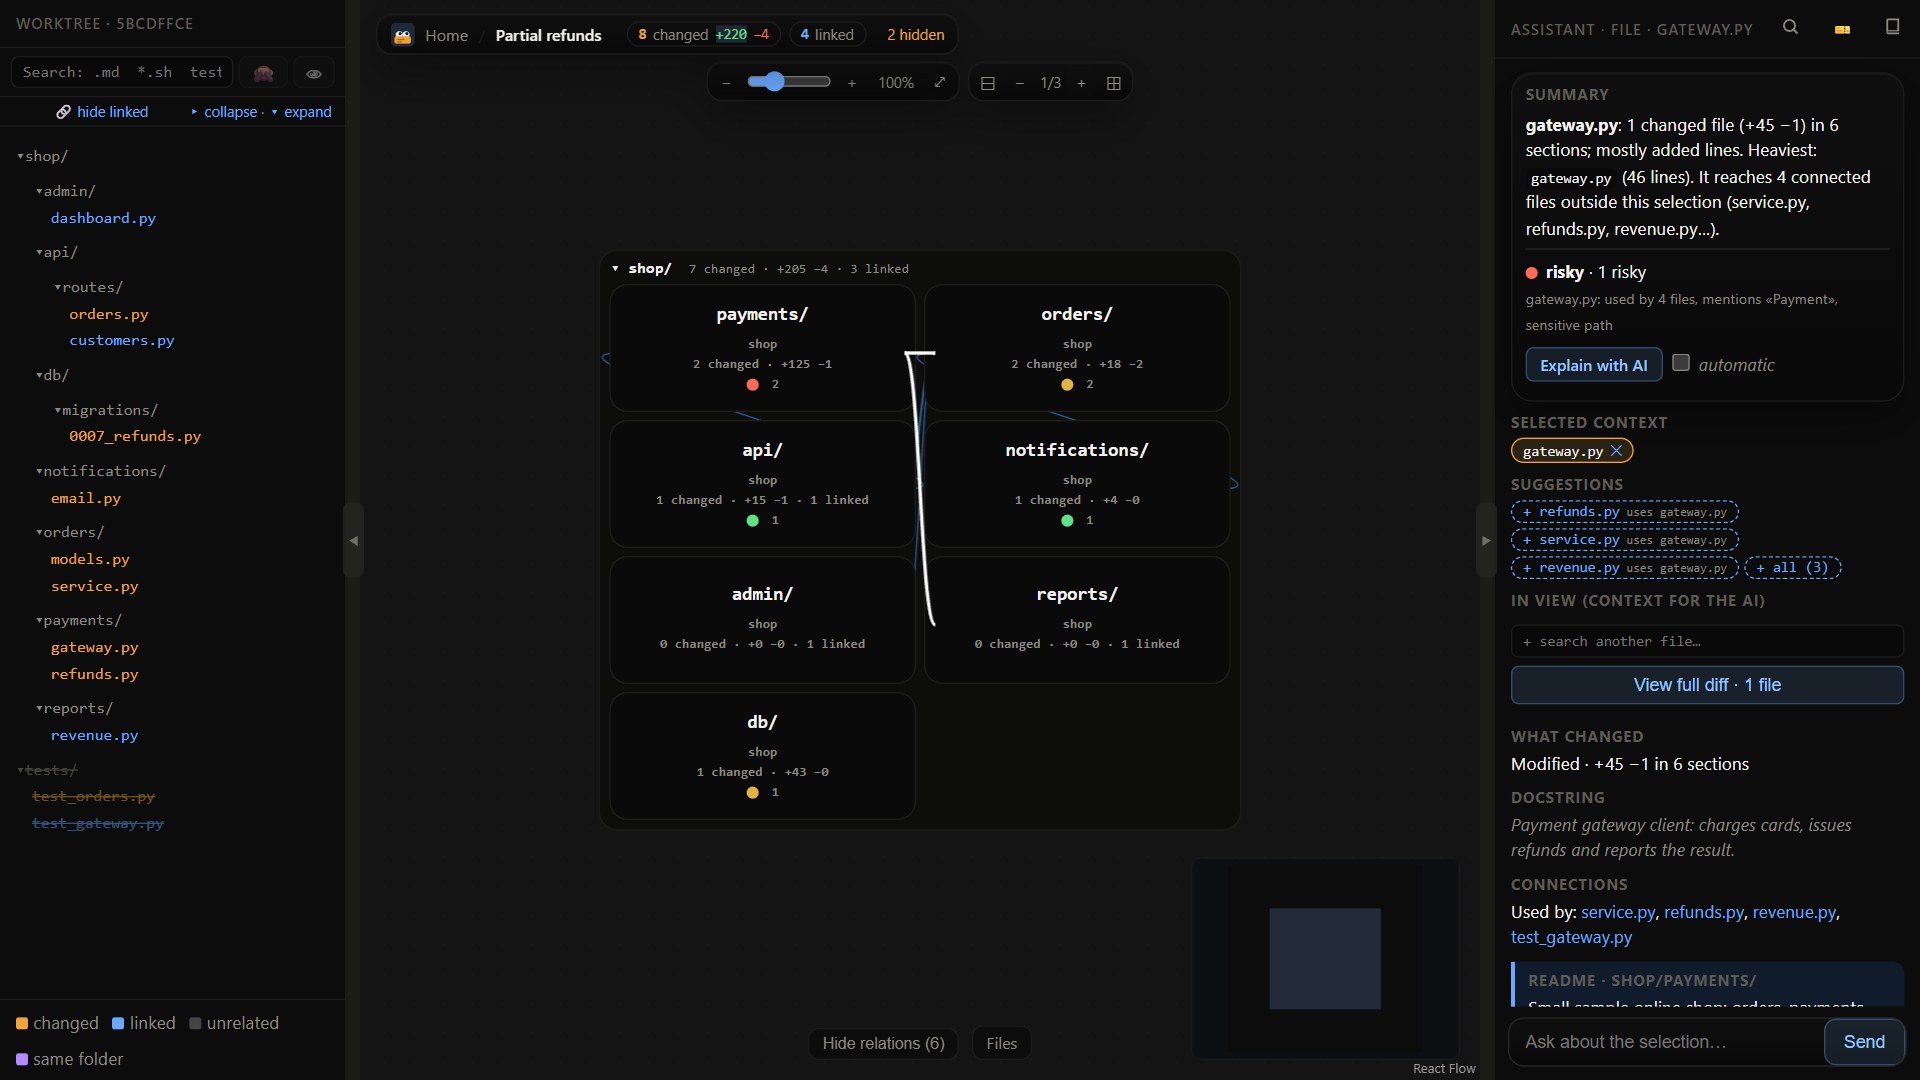 WORKTREE · 5BCDFFCE
Search: .md *.sh test
hide linked
▸ collapse · ▾ expand
▾shop/
▾admin/
dashboard.py
▾api/
▾routes/
orders.py
customers.py
▾db/
▾migrations/
0007_refunds.py
▾notifications/
email.py
▾orders/
models.py
service.py
▾payments/
gateway.py
refunds.py
▾reports/
revenue.py
▾tests/
test_orders.py
test_gateway.py
changed linked unrelated
same folder
Home / Partial refunds 8 changed +220 −4 4 linked 2 hidden
− + 100% − 1/3 +
▾ shop/ 7 changed · +205 −4 · 3 linked
payments/
shop
2 changed · +125 −1
2
orders/
shop
2 changed · +18 −2
2
api/
shop
1 changed · +15 −1 · 1 linked
1
notifications/
shop
1 changed · +4 −0
1
admin/
shop
0 changed · +0 −0 · 1 linked
reports/
shop
0 changed · +0 −0 · 1 linked
db/
shop
1 changed · +43 −0
1
Hide relations (6) Files
React Flow
ASSISTANT · FILE · GATEWAY.PY
SUMMARY
gateway.py: 1 changed file (+45 −1) in 6
sections; mostly added lines. Heaviest:
gateway.py (46 lines). It reaches 4 connected
files outside this selection (service.py,
refunds.py, revenue.py…).
risky · 1 risky
gateway.py: used by 4 files, mentions «Payment»,
sensitive path
Explain with AI automatic
SELECTED CONTEXT
gateway.py ×
SUGGESTIONS
+ refunds.py uses gateway.py
+ service.py uses gateway.py
+ revenue.py uses gateway.py + all (3)
IN VIEW (CONTEXT FOR THE AI)
+ search another file…
View full diff · 1 file
WHAT CHANGED
Modified · +45 −1 in 6 sections
DOCSTRING
Payment gateway client: charges cards, issues
refunds and reports the result.
CONNECTIONS
Used by: service.py, refunds.py, revenue.py,
test_gateway.py
README · SHOP/PAYMENTS/
Small sample online shop: orders, payments,
Ask about the selection…
Send